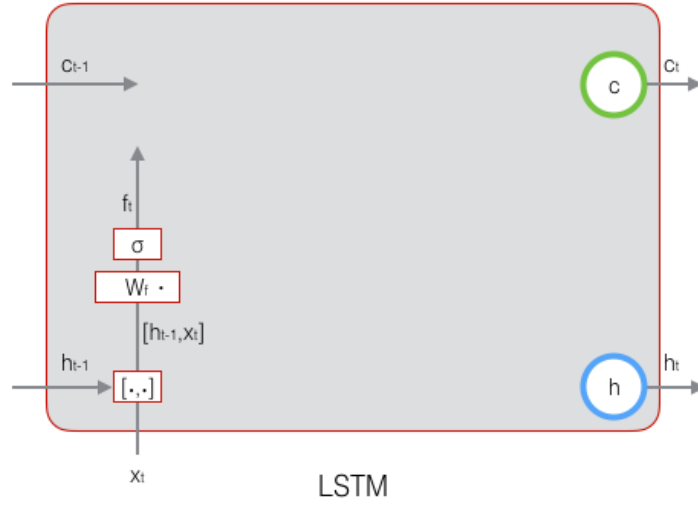 Ct-1
Ct
c
ft
σ
Wf ·
[ht-1,xt]
ht-1
ht
[·,·]
h
xt
LSTM